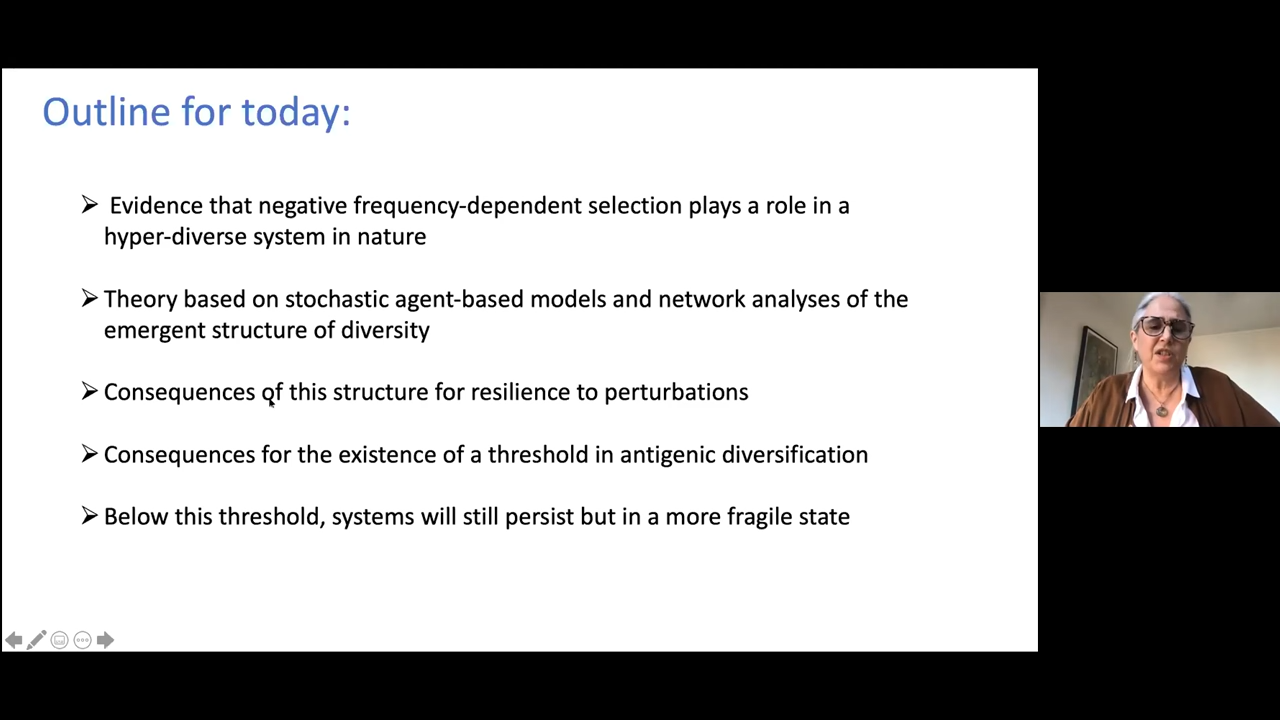 Outline for today:
Evidence that negative frequency-dependent selection plays a role in a
hyper-diverse system in nature
Theory based on stochastic agent-based models and network analyses of the
emergent structure of diversity
Consequences of this structure for resilience to perturbations
Consequences for the existence of a threshold in antigenic diversification
Below this threshold, systems will still persist but in a more fragile state